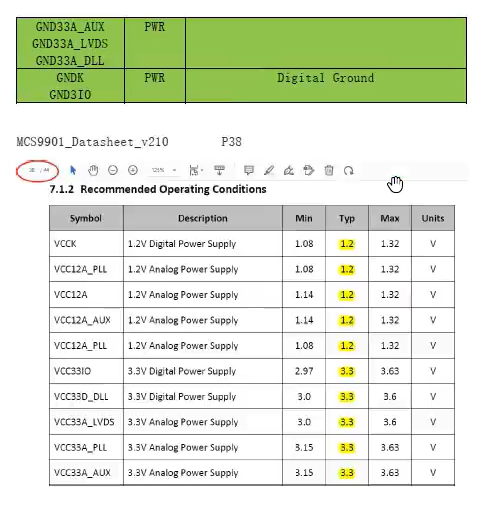 GND33A_AUX PWR
GND33A_LVDS
GND33A_DLL
GNDK PWR Digital Ground
GND3IO
MCS9901_Datasheet_v210 P38
38 / 44 125%
7.1.2 Recommended Operating Conditions
Symbol Description Min Typ Max Units
VCCK 1.2V Digital Power Supply 1.08 1.2 1.32 V
VCC12A_PLL 1.2V Analog Power Supply 1.08 1.2 1.32 V
VCC12A 1.2V Analog Power Supply 1.14 1.2 1.32 V
VCC12A_AUX 1.2V Analog Power Supply 1.14 1.2 1.32 V
VCC12A_PLL 1.2V Analog Power Supply 1.08 1.2 1.32 V
VCC33IO 3.3V Digital Power Supply 2.97 3.3 3.63 V
VCC33D_DLL 3.3V Digital Power Supply 3.0 3.3 3.6 V
VCC33A_LVDS 3.3V Analog Power Supply 3.0 3.3 3.6 V
VCC33A_PLL 3.3V Analog Power Supply 3.15 3.3 3.63 V
VCC33A_AUX 3.3V Analog Power Supply 3.15 3.3 3.63 V